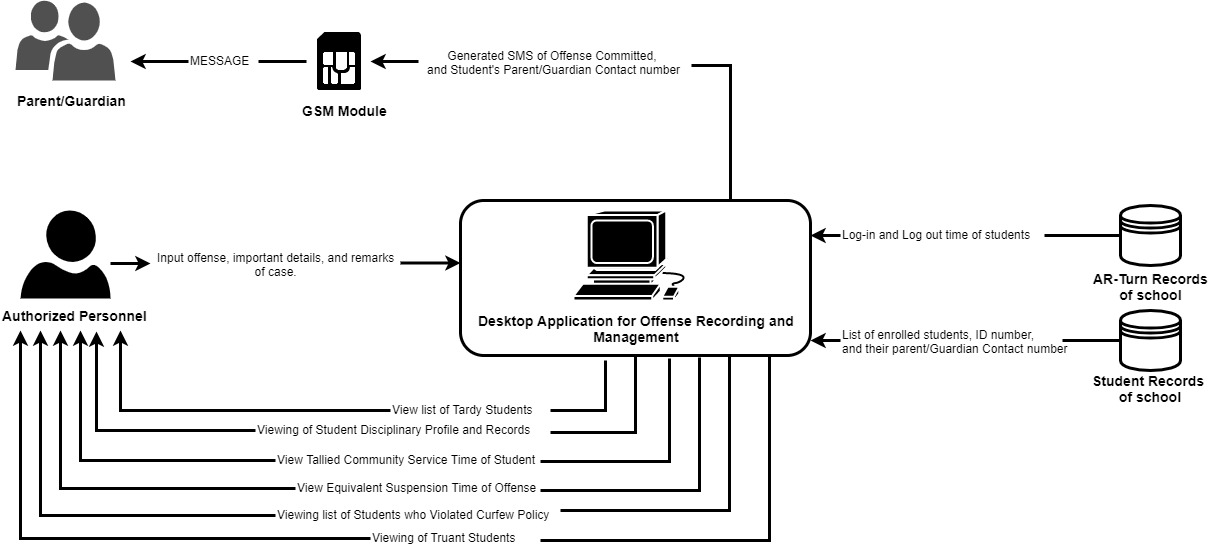 Generated SMS of Offense Committed,
and Student's Parent/Guardian Contact number
MESSAGE
Parent/Guardian
GSM Module
Log-in and Log out time of students
Input offense, important details, and remarks
of case.
AR-Turn Records
of school
Authorized Personnel
Desktop Application for Offense Recording and
Management
List of enrolled students, ID number,
and their parent/Guardian Contact number
Student Records
of school
View list of Tardy Students
Viewing of Student Disciplinary Profile and Records
View Tallied Community Service Time of Student
View Equivalent Suspension Time of Offense
Viewing list of Students who Violated Curfew Policy
Viewing of Truant Students